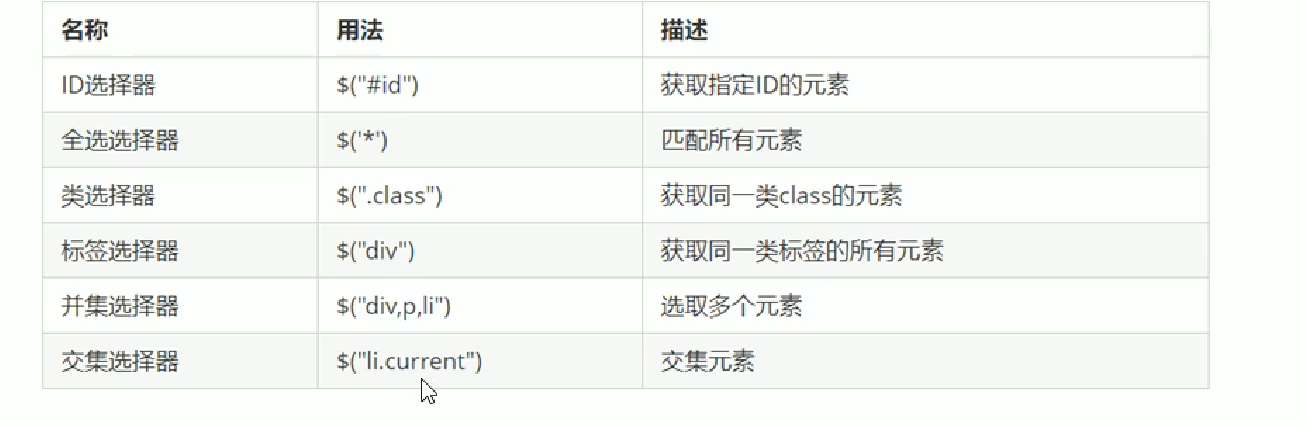 名称 用法 描述
ID选择器 $("#id") 获取指定ID的元素
全选选择器 $('*') 匹配所有元素
类选择器 $(".class") 获取同一类class的元素
标签选择器 $("div") 获取同一类标签的所有元素
并集选择器 $("div,p,li") 选取多个元素
交集选择器 $("li.current") 交集元素